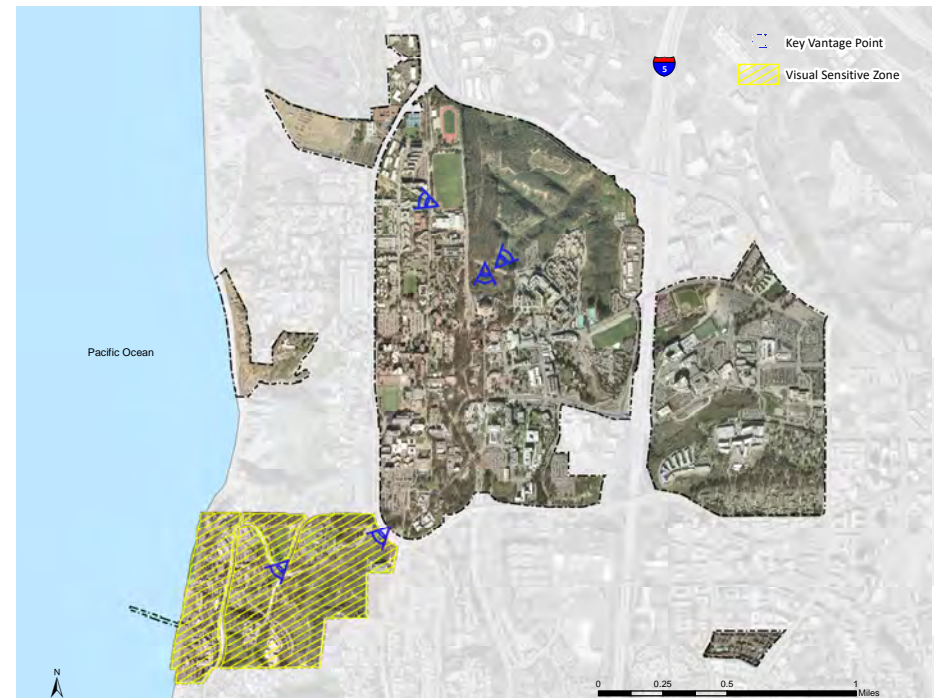 Key Vantage Point
5
Visual Sensitive Zone
Pacific Ocean
N
0 0.25 0.5 1
Miles